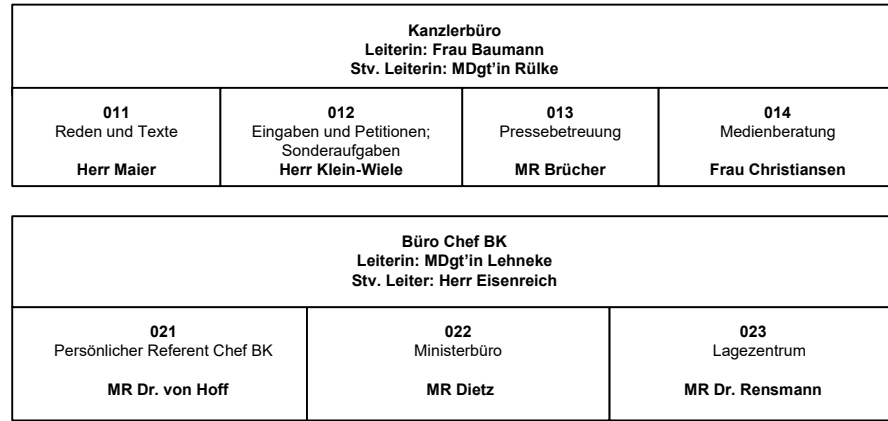 Kanzlerbüro
Leiterin: Frau Baumann
Stv. Leiterin: MDgt’in Rülke
011
Reden und Texte
Herr Maier
012
Eingaben und Petitionen;
Sonderaufgaben
Herr Klein-Wiele
013
Pressebetreuung
MR Brücher
014
Medienberatung
Frau Christiansen
Büro Chef BK
Leiterin: MDgt’in Lehneke
Stv. Leiter: Herr Eisenreich
021
Persönlicher Referent Chef BK
MR Dr. von Hoff
022
Ministerbüro
MR Dietz
023
Lagezentrum
MR Dr. Rensmann